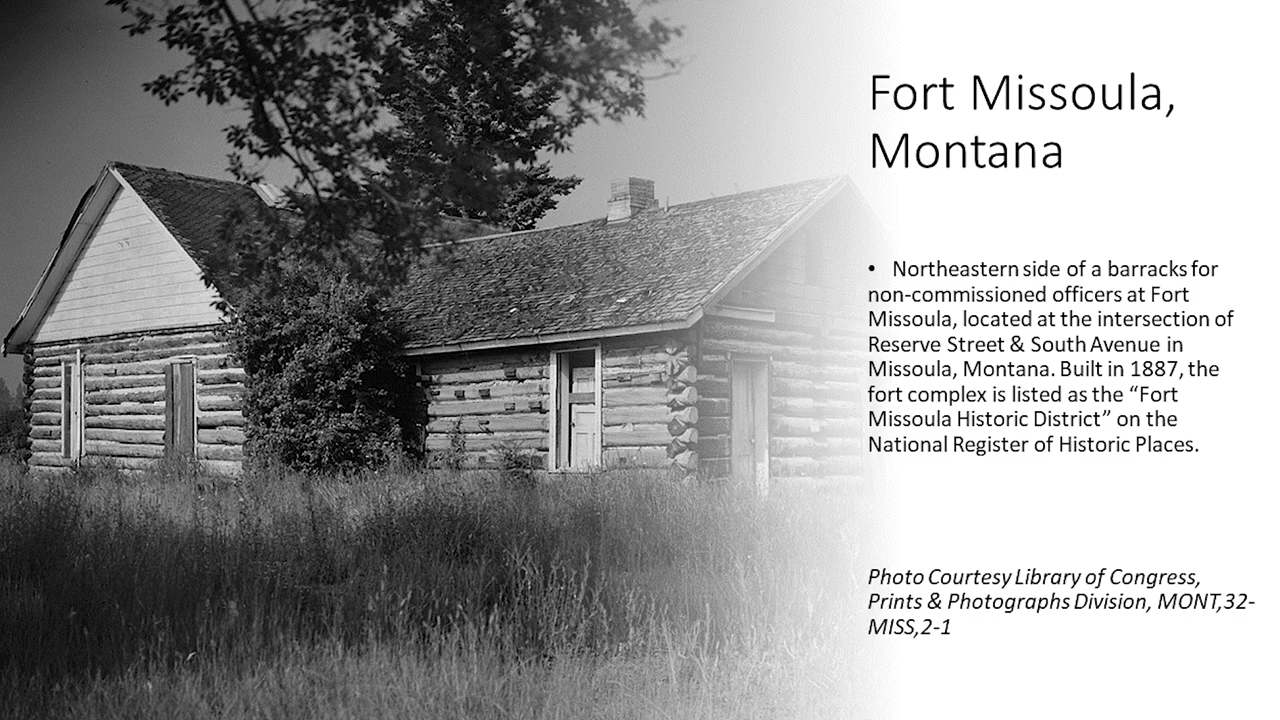 Fort Missoula,
Montana
• Northeastern side of a barracks for
non-commissioned officers at Fort
Missoula, located at the intersection of
Reserve Street & South Avenue in
Missoula, Montana. Built in 1887, the
fort complex is listed as the “Fort
Missoula Historic District” on the
National Register of Historic Places.
Photo Courtesy Library of Congress,
Prints & Photographs Division, MONT,32-
MISS,2-1